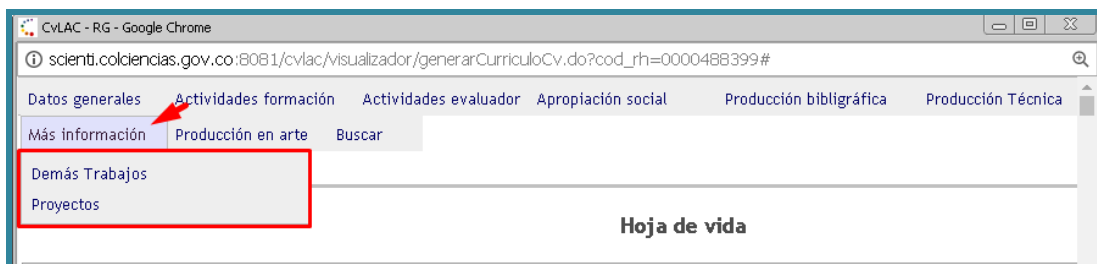 CvLAC - RG - Google Chrome
scienti.colciencias.gov.co:8081/cvlac/visualizador/generarCurriculoCv.do?cod_rh=0000488399#
Datos generales Actividades formación Actividades evaluador Apropiación social Producción bibligráfica Producción Técnica
Más información Producción en arte Buscar
Demás Trabajos
Proyectos
Hoja de vida